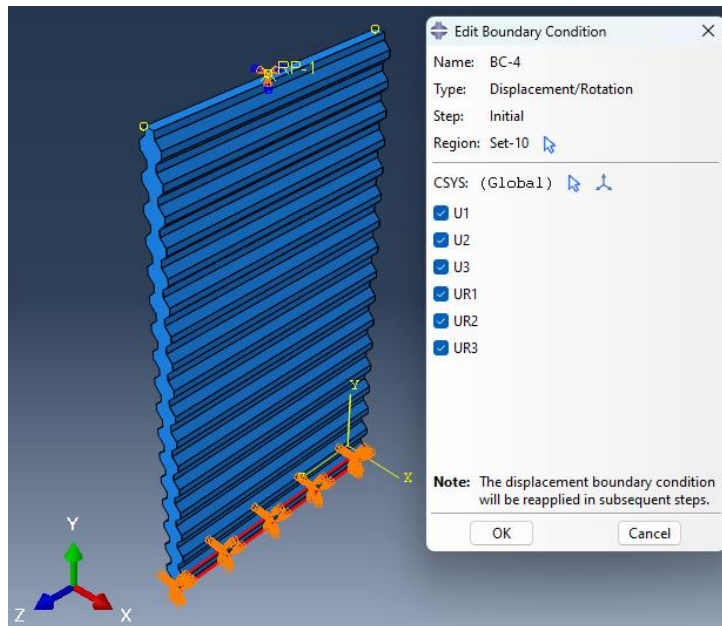 RP-1
Y
X
Y
Z
X
Edit Boundary Condition
Name: BC-4
Type: Displacement/Rotation
Step: Initial
Region: Set-10
CSYS: (Global)
U1
U2
U3
UR1
UR2
UR3
Note: The displacement boundary condition
will be reapplied in subsequent steps.
OK Cancel